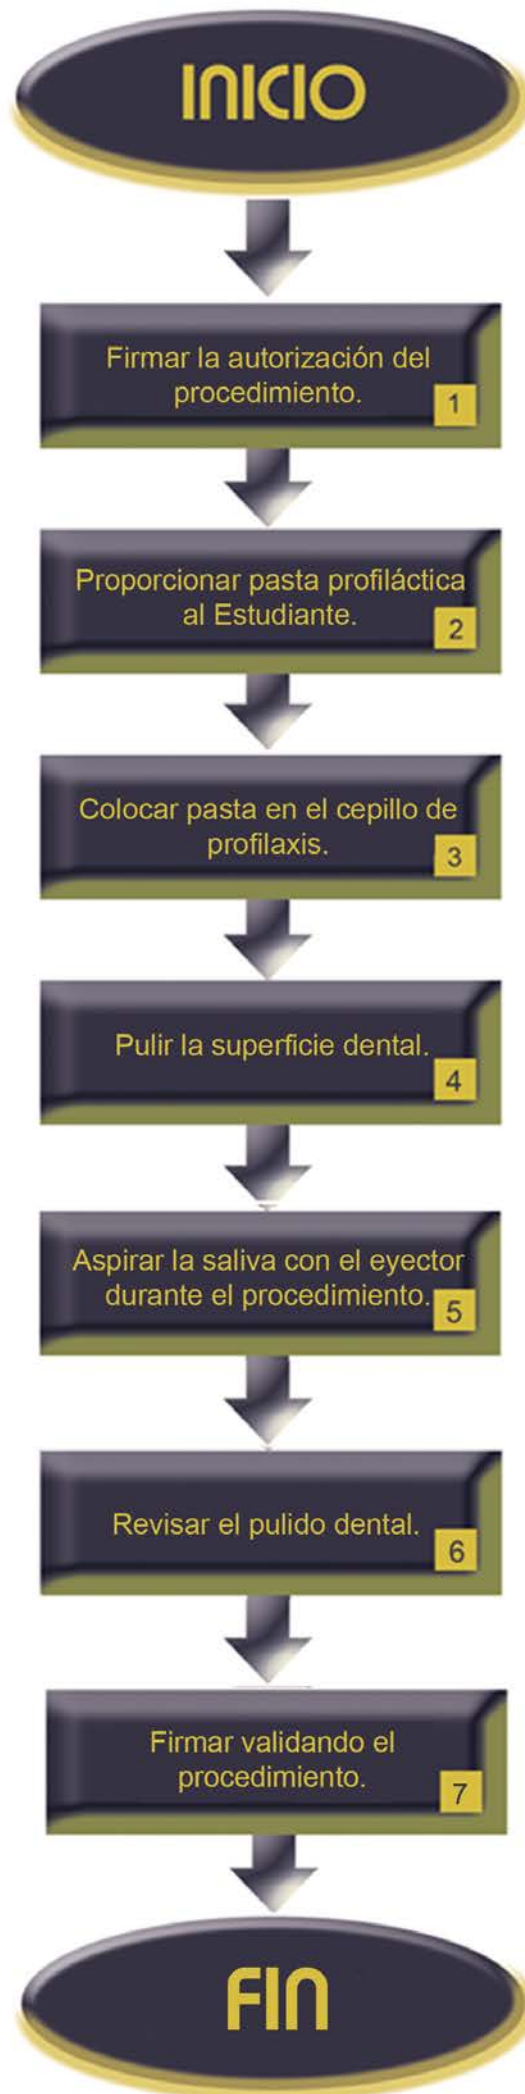 INICIO
Firmar la autorización del
procedimiento.
1
Proporcionar pasta profiláctica
al Estudiante.
2
Colocar pasta en el cepillo de
profilaxis.
3
Pulir la superficie dental.
4
Aspirar la saliva con el eyector
durante el procedimiento.
5
Revisar el pulido dental.
6
Firmar validando el
procedimiento.
7
FIN